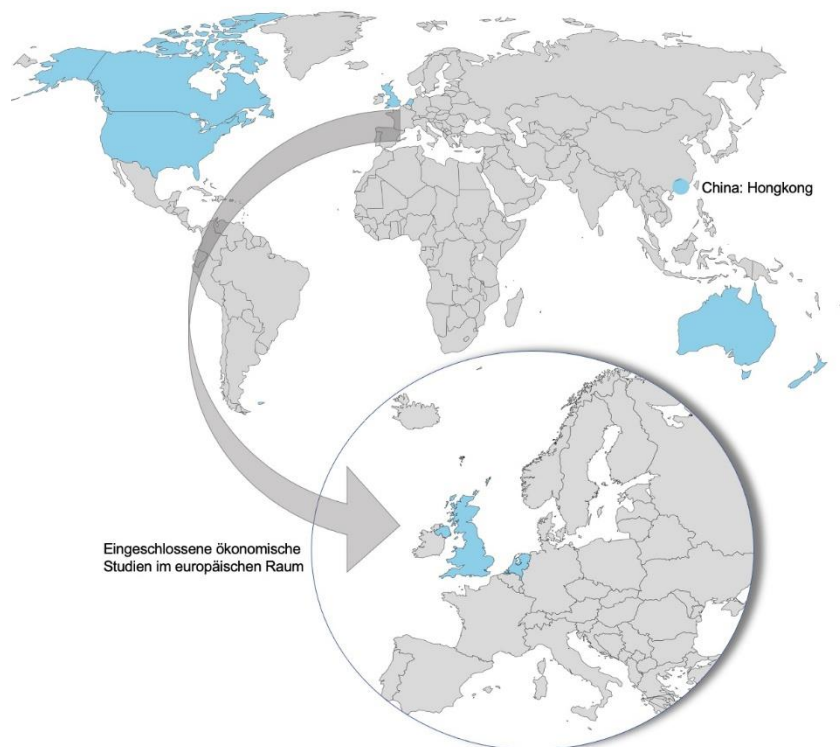 China: Hongkong
Eingeschlossene ökonomische
Studien im europäischen Raum